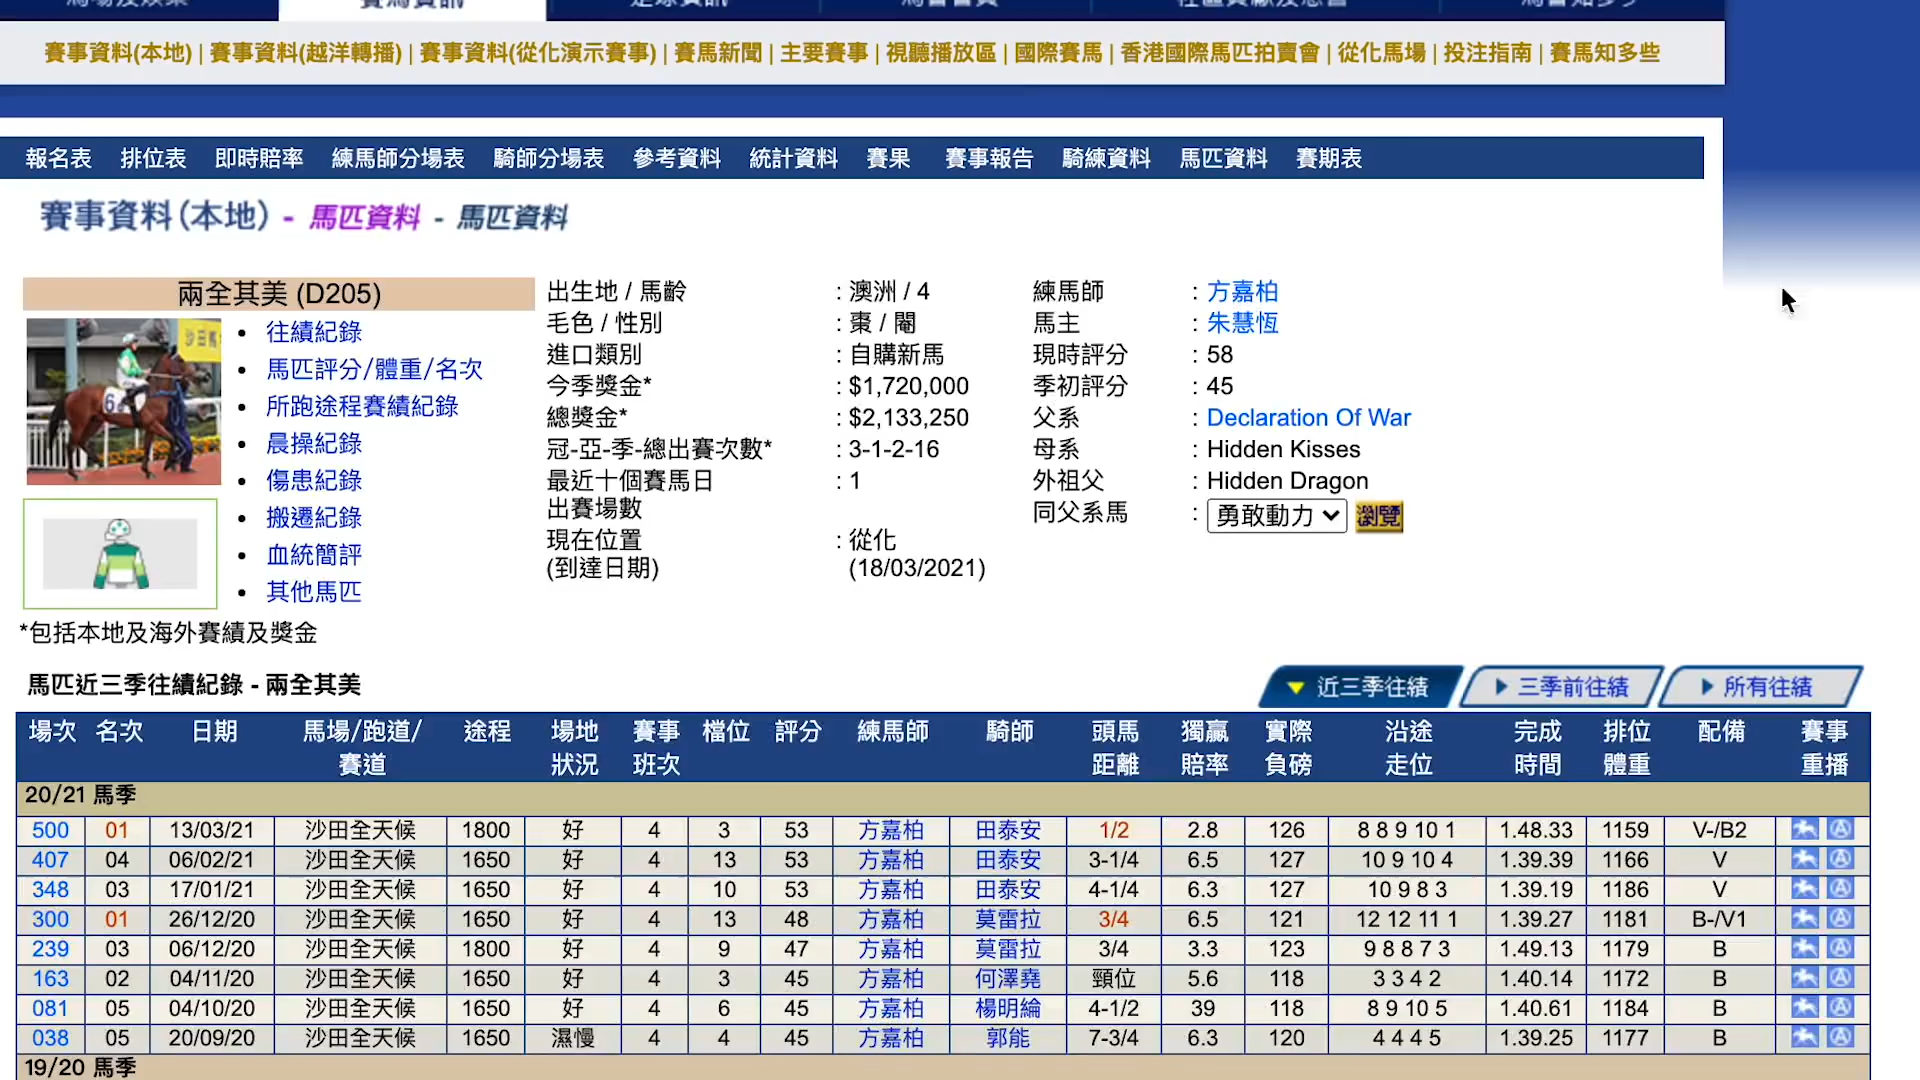 賽馬資訊
賽事資料(本地) | 賽事資料(越洋轉播) | 賽事資料(從化演示賽事) | 賽馬新聞 | 主要賽事 | 視聽播放區 | 國際賽馬 | 香港國際馬匹拍賣會 | 從化馬場 | 投注指南 | 賽馬知多些
報名表 排位表 即時賠率 練馬師分場表 騎師分場表 參考資料 統計資料 賽果 賽事報告 騎練資料 馬匹資料 賽期表
賽事資料(本地) - 馬匹資料 - 馬匹資料
兩全其美 (D205)
• 往績紀錄
• 馬匹評分/體重/名次
• 所跑途程賽績紀錄
• 晨操紀錄
• 傷患紀錄
• 搬遷紀錄
• 血統簡評
• 其他馬匹
出生地 / 馬齡 : 澳洲 / 4
毛色 / 性別 : 棗 / 閹
進口類別 : 自購新馬
今季獎金* : $1,720,000
總獎金* : $2,133,250
冠-亞-季-總出賽次數* : 3-1-2-16
最近十個賽馬日 : 1
出賽場數
現在位置 : 從化
(到達日期) (18/03/2021)
練馬師 : 方嘉柏
馬主 : 朱慧恆
現時評分 : 58
季初評分 : 45
父系 : Declaration Of War
母系 : Hidden Kisses
外祖父 : Hidden Dragon
同父系馬 : 勇敢動力 瀏覽
*包括本地及海外賽績及獎金
馬匹近三季往績紀錄 - 兩全其美
近三季往績 三季前往績 所有往績
場次 名次 日期 馬場/跑道/賽道 途程 場地狀況 賽事班次 檔位 評分 練馬師 騎師 頭馬距離 獨贏賠率 實際負磅 沿途走位 完成時間 排位體重 配備 賽事重播
20/21 馬季
500 01 13/03/21 沙田全天候 1800 好 4 3 53 方嘉柏 田泰安 1/2 2.8 126 8 8 9 10 1 1.48.33 1159 V-/B2
407 04 06/02/21 沙田全天候 1650 好 4 13 53 方嘉柏 田泰安 3-1/4 6.5 127 10 9 10 4 1.39.39 1166 V
348 03 17/01/21 沙田全天候 1650 好 4 10 53 方嘉柏 田泰安 4-1/4 6.3 127 10 9 8 3 1.39.19 1186 V
300 01 26/12/20 沙田全天候 1650 好 4 13 48 方嘉柏 莫雷拉 3/4 6.5 121 12 12 11 1 1.39.27 1181 B-/V1
239 03 06/12/20 沙田全天候 1800 好 4 9 47 方嘉柏 莫雷拉 3/4 3.3 123 9 8 8 7 3 1.49.13 1179 B
163 02 04/11/20 沙田全天候 1650 好 4 3 45 方嘉柏 何澤堯 頸位 5.6 118 3 3 4 2 1.40.14 1172 B
081 05 04/10/20 沙田全天候 1650 好 4 6 45 方嘉柏 楊明綸 4-1/2 39 118 8 9 10 5 1.40.61 1184 B
038 05 20/09/20 沙田全天候 1650 濕慢 4 4 45 方嘉柏 郭能 7-3/4 6.3 120 4 4 4 5 1.39.25 1177 B
19/20 馬季